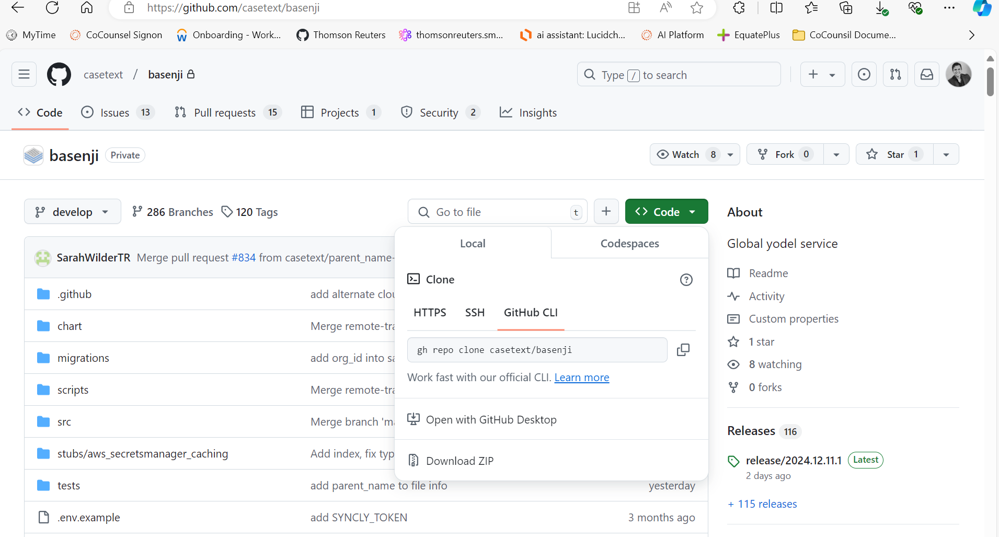 https://github.com/casetext/basenji
MyTime
CoCounsel Signon
Onboarding - Work...
Thomson Reuters
thomsonreuters.sm...
ai assistant: Lucidch...
AI Platform
EquatePlus
CoCounsil Docume...
casetext / basenji
Type / to search
Code
Issues 13
Pull requests 15
Projects 1
Security 2
Insights
basenji Private
Watch 8
Fork 0
Star 1
develop
286 Branches
120 Tags
Go to file t
Code
SarahWilderTR Merge pull request #834 from casetext/parent_name-
.github add alternate clou
chart Merge remote-tra
migrations add org_id into sa
scripts Merge remote-tra
src Merge branch 'ma
stubs/aws_secretsmanager_caching Add index, fix typ
tests add parent_name to file info yesterday
.env.example add SYNCLY_TOKEN 3 months ago
Local
Codespaces
Clone
HTTPS
SSH
GitHub CLI
gh repo clone casetext/basenji
Work fast with our official CLI. Learn more
Open with GitHub Desktop
Download ZIP
About
Global yodel service
Readme
Activity
Custom properties
1 star
8 watching
0 forks
Releases 116
release/2024.12.11.1 Latest
2 days ago
+ 115 releases